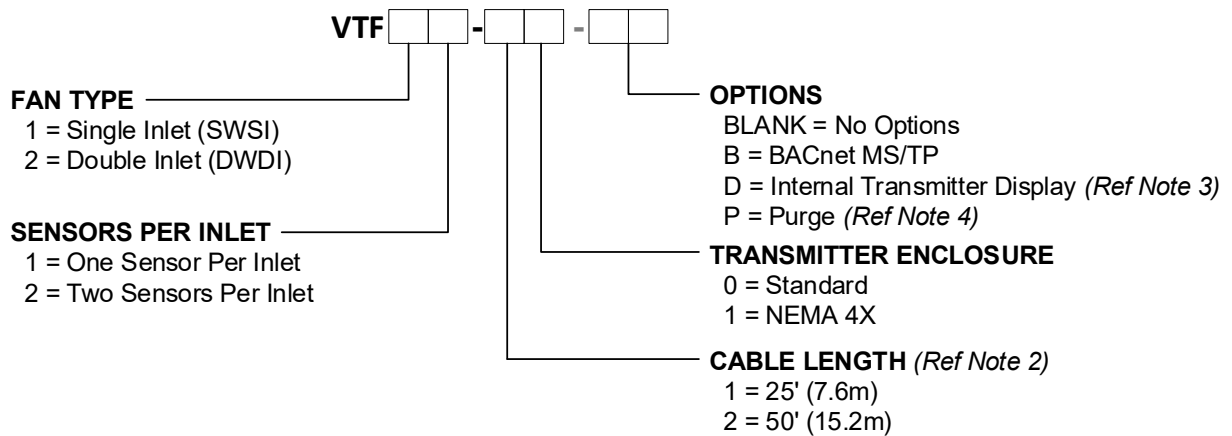 VTF - -
FAN TYPE
1 = Single Inlet (SWSI)
2 = Double Inlet (DWDI)
SENSORS PER INLET
1 = One Sensor Per Inlet
2 = Two Sensors Per Inlet
OPTIONS
BLANK = No Options
B = BACnet MS/TP
D = Internal Transmitter Display (Ref Note 3)
P = Purge (Ref Note 4)
TRANSMITTER ENCLOSURE
0 = Standard
1 = NEMA 4X
CABLE LENGTH (Ref Note 2)
1 = 25' (7.6m)
2 = 50' (15.2m)